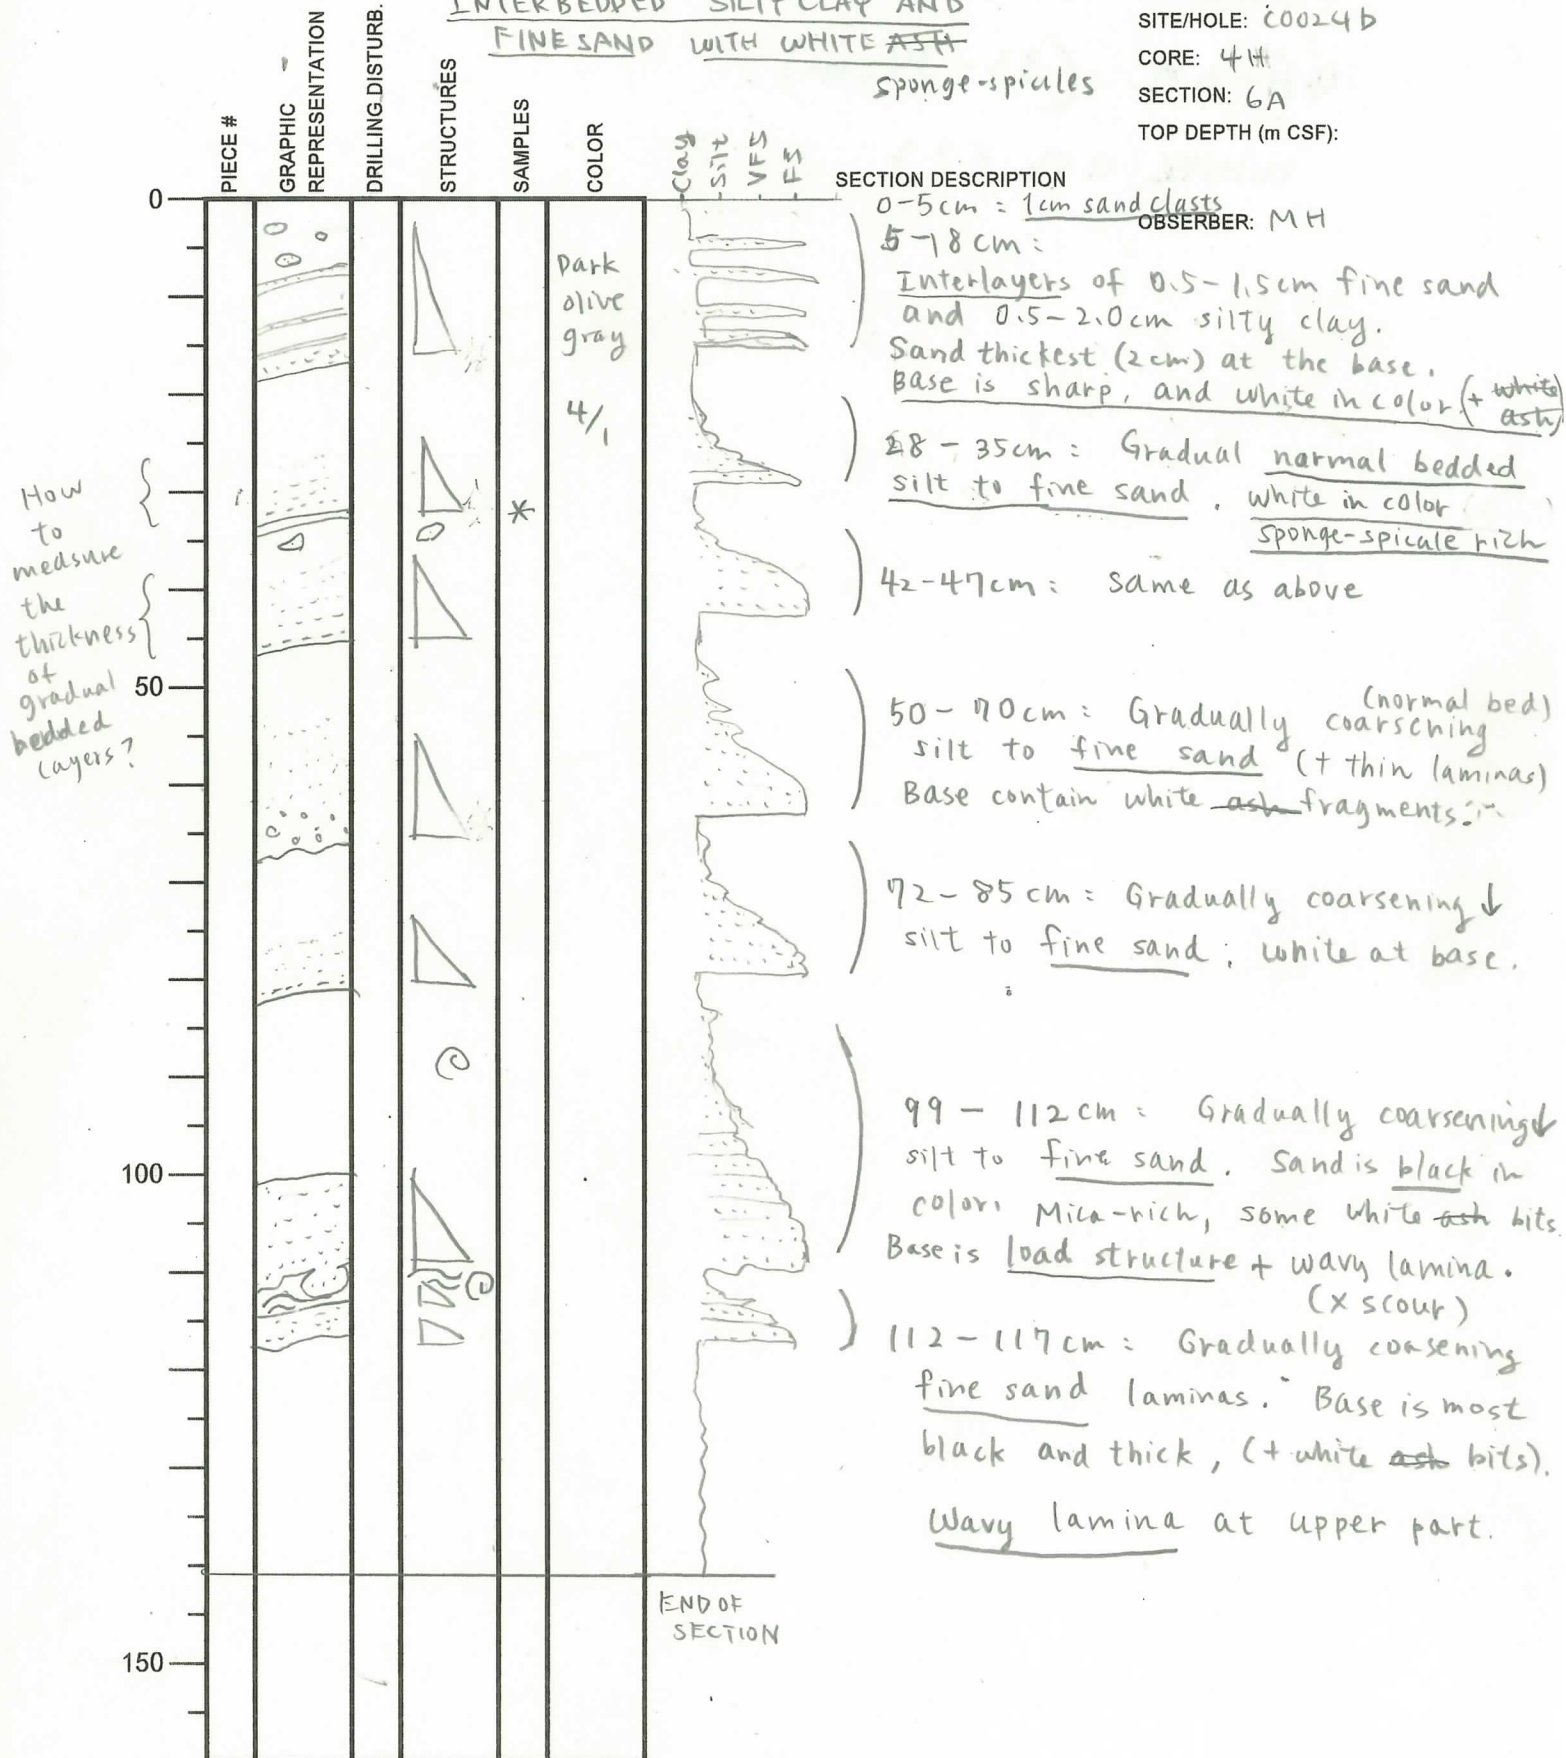 INTERBEDDED SILTY CLAY AND
FINE SAND WITH WHITE ASH
sponge-spicules
SITE/HOLE: C0024D
CORE: 4H
SECTION: 6A
TOP DEPTH (m CSF):
OBSERBER: MH
PIECE #
GRAPHIC REPRESENTATION
DRILLING DISTURB.
STRUCTURES
SAMPLES
COLOR
Clay
Silt
VFS
FS
SECTION DESCRIPTION
0
50
100
150
Dark
olive
gray
4/1
*
How
to
measure
the
thickness
of
gradual
bedded
layers?
0-5cm: 1cm sand clasts
5-18cm:
Interlayers of 0.5-1.5cm fine sand
and 0.5-2.0cm silty clay.
Sand thickest (2cm) at the base.
Base is sharp, and white in color (+ white
ash)
28-35cm: Gradual normal bedded
silt to fine sand. white in color
sponge-spicule rich
42-47cm: same as above
(normal bed)
50-70cm: Gradually coarsening
silt to fine sand (+ thin laminas)
Base contain white ash fragments.
72-85cm: Gradually coarsening ↓
silt to fine sand; white at base.
99-112cm: Gradually coarsening ↓
silt to fine sand. Sand is black in
color. Mica-rich, some white ash bits.
Base is load structure + wavy lamina.
(x scour)
112-117cm: Gradually coasening
fine sand laminas. Base is most
black and thick, (+ white ash bits).
Wavy lamina at upper part.
END OF
SECTION